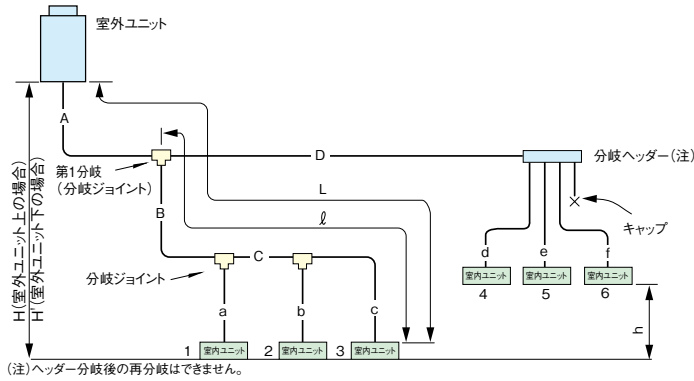 室外ユニット
A
第1分岐
(分岐ジョイント)
D
分岐ヘッダー(注)
H(室外ユニット上の場合)
H'(室外ユニット下の場合)
L
B
ℓ
キャップ
C
分岐ジョイント
d
e
f
室内ユニット
室内ユニット
室内ユニット
4
5
6
a
b
c
h
1
室内ユニット
2
室内ユニット
3
室内ユニット
(注)ヘッダー分岐後の再分岐はできません。